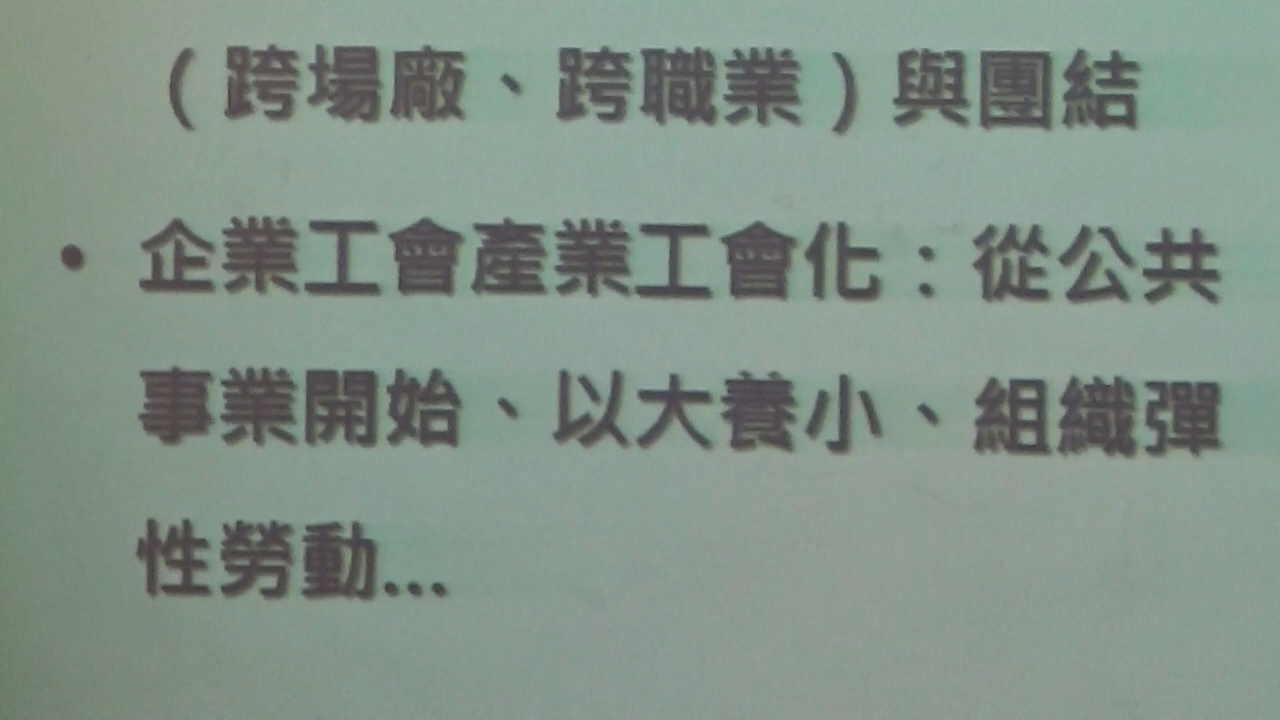 （跨場廠、跨職業）與團結
• 企業工會產業工會化：從公共
事業開始、以大養小、組織彈
性勞動...